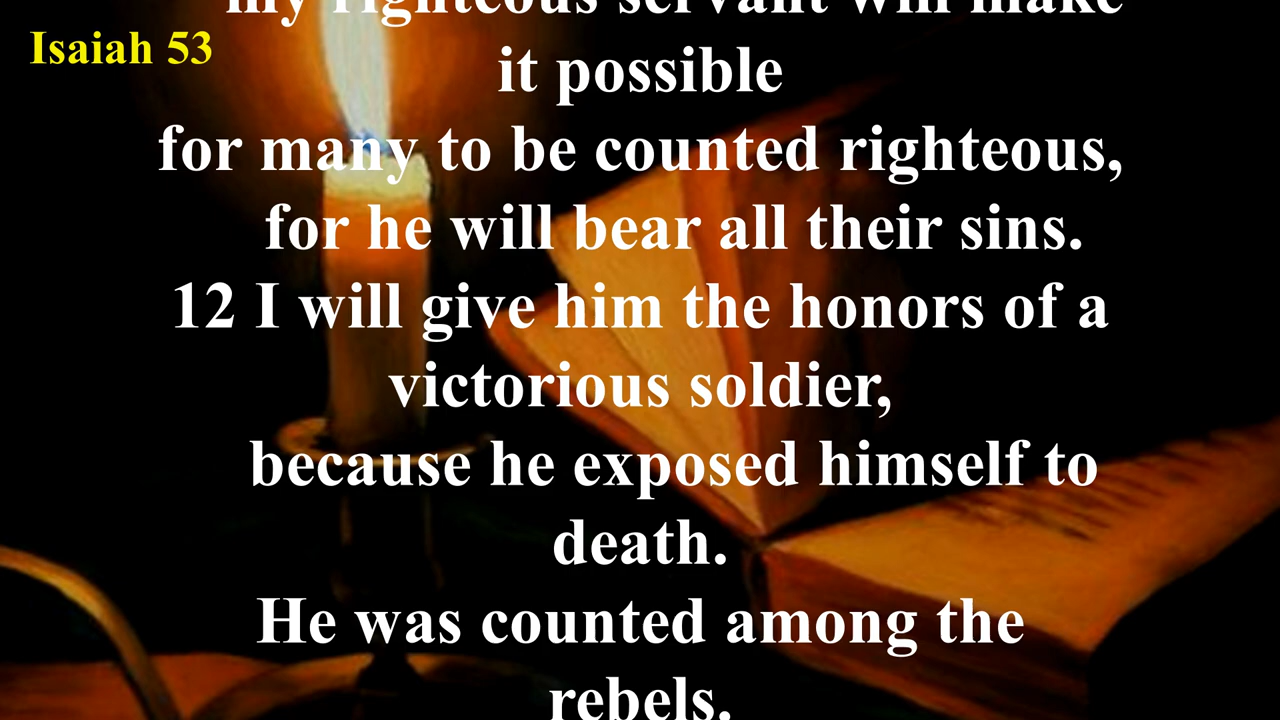 my righteous servant will make
Isaiah 53
it possible
for many to be counted righteous,
for he will bear all their sins.
12 I will give him the honors of a
victorious soldier,
because he exposed himself to
death.
He was counted among the
rebels.